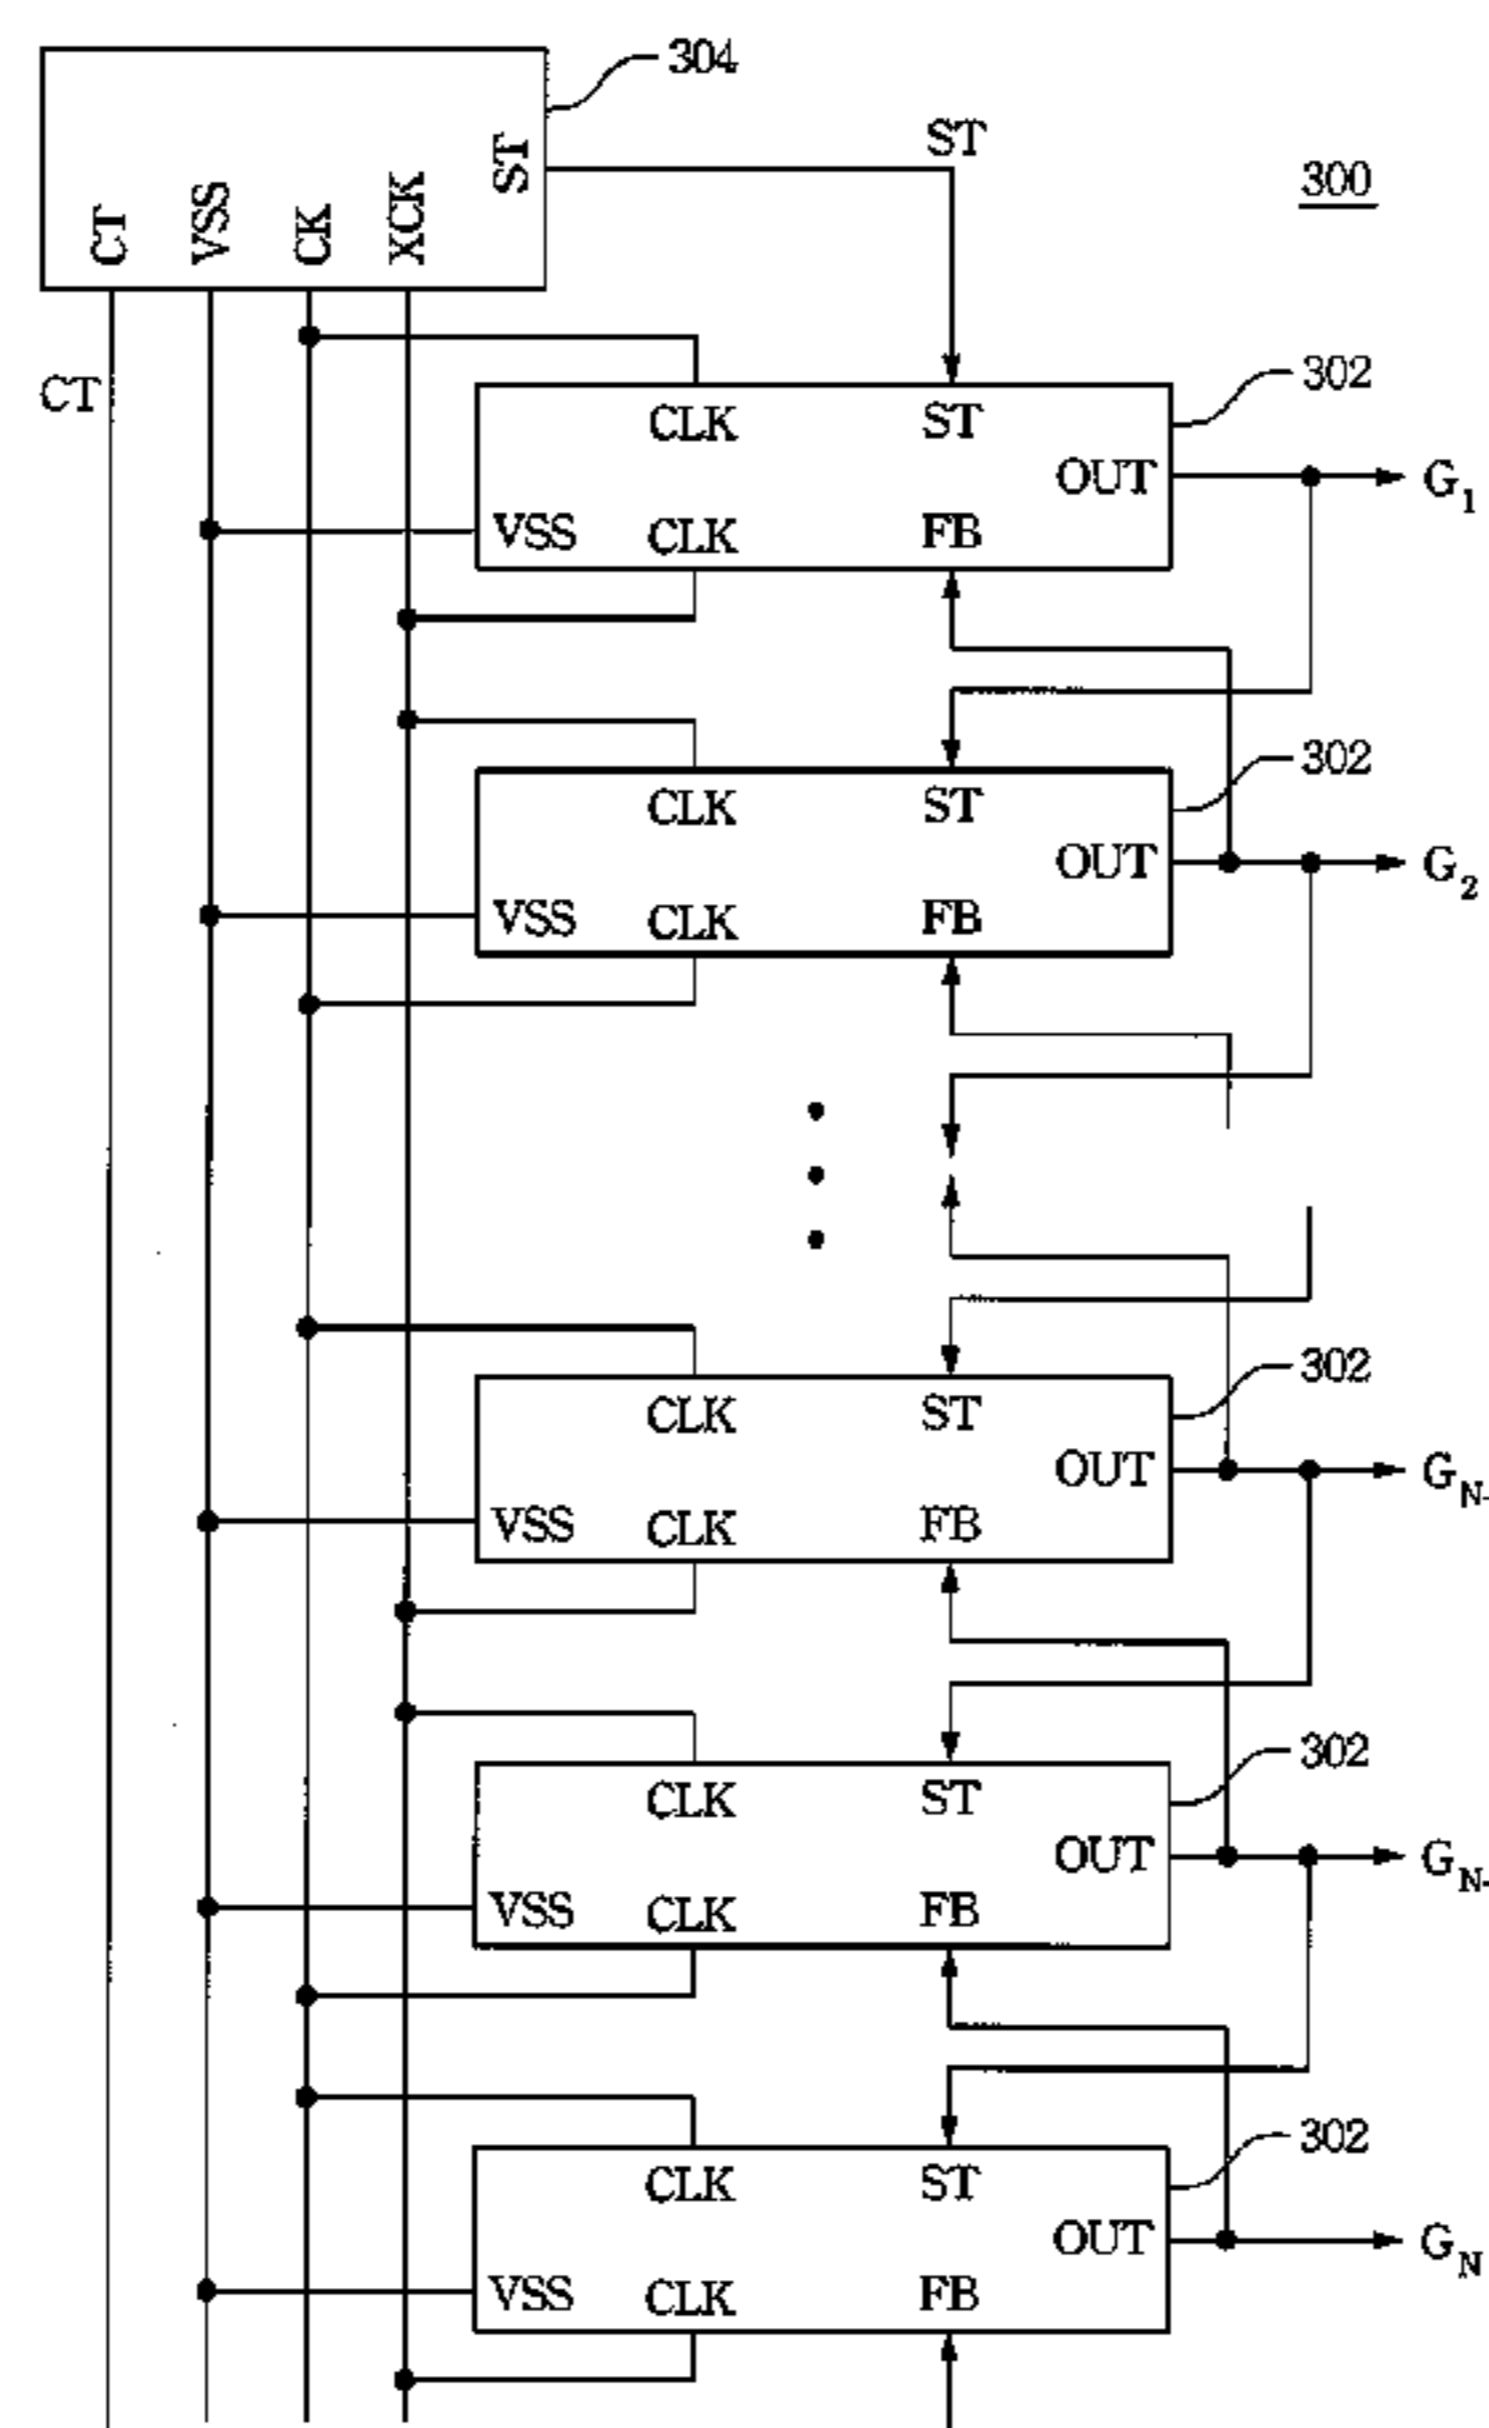 304
ST
300
CT VSS CK XCK ST
CT
302
CLK ST
OUT G1
VSS CLK FB
302
CLK ST
OUT G2
VSS CLK FB
302
CLK ST
OUT GN-
VSS CLK FB
302
CLK ST
OUT GN-
VSS CLK FB
302
CLK ST
OUT GN
VSS CLK FB